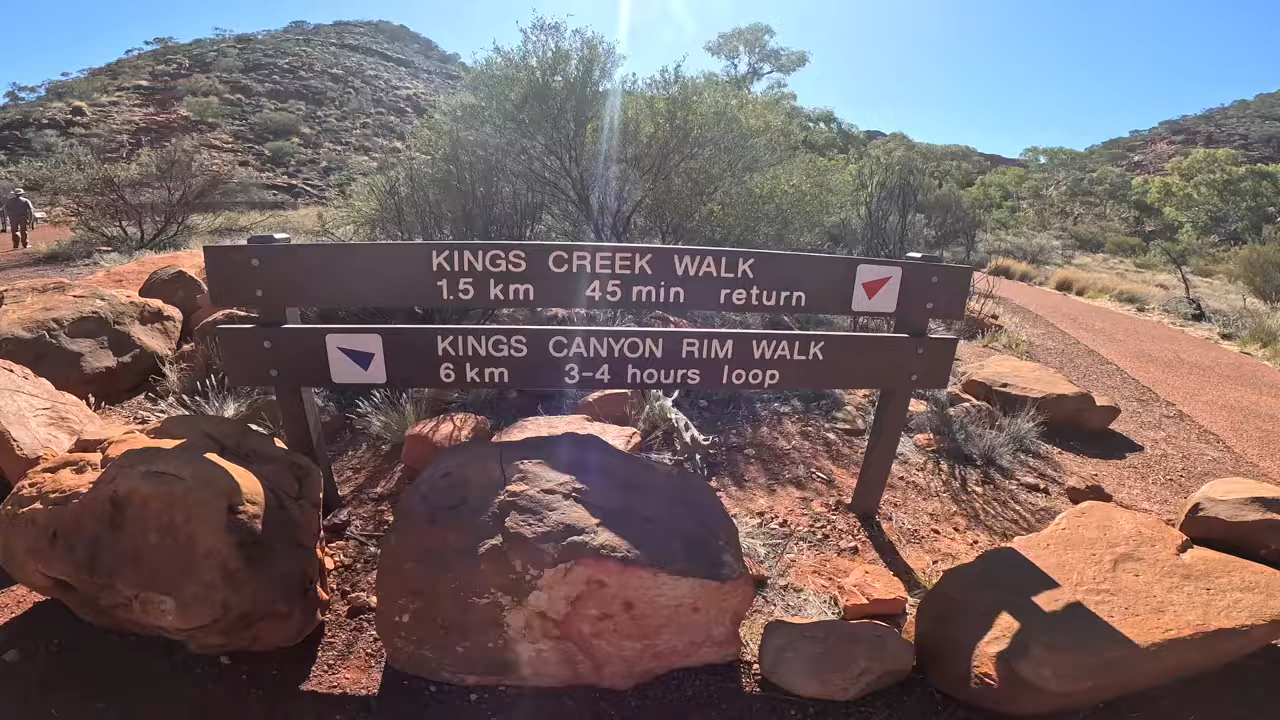 KINGS CREEK WALK
1.5 km 45 min return
KINGS CANYON RIM WALK
6 km 3-4 hours loop